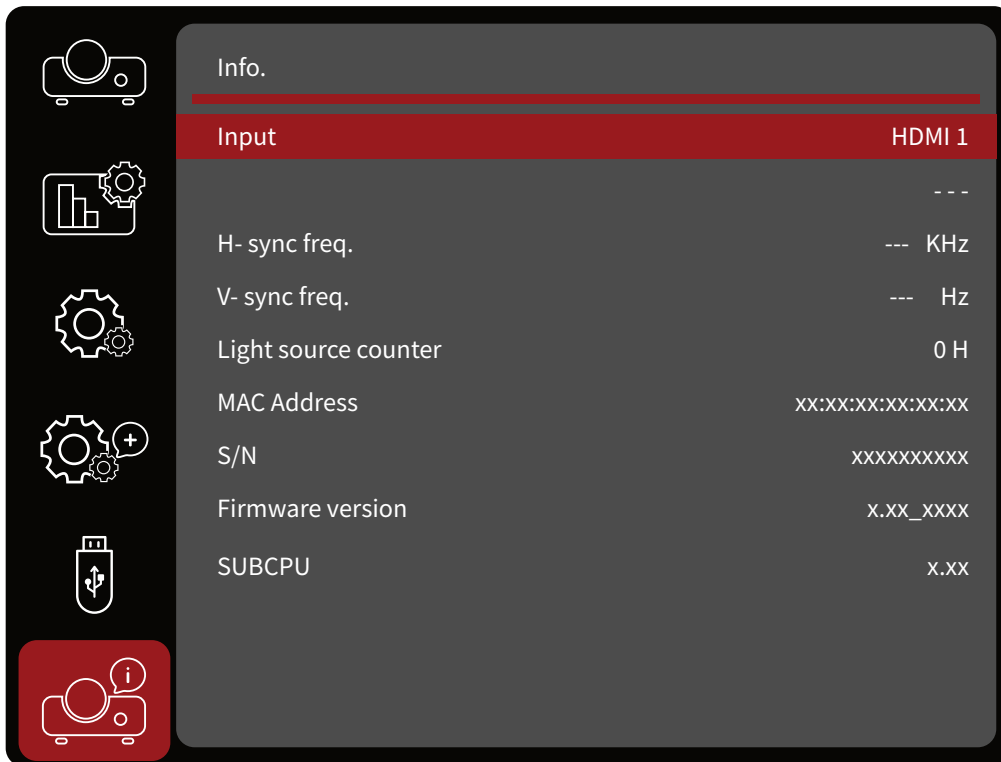 Info.
Input HDMI 1
- - -
H- sync freq. --- KHz
V- sync freq. --- Hz
Light source counter 0 H
MAC Address xx:xx:xx:xx:xx:xx
S/N xxxxxxxxxx
Firmware version x.xx_xxxx
SUBCPU x.xx